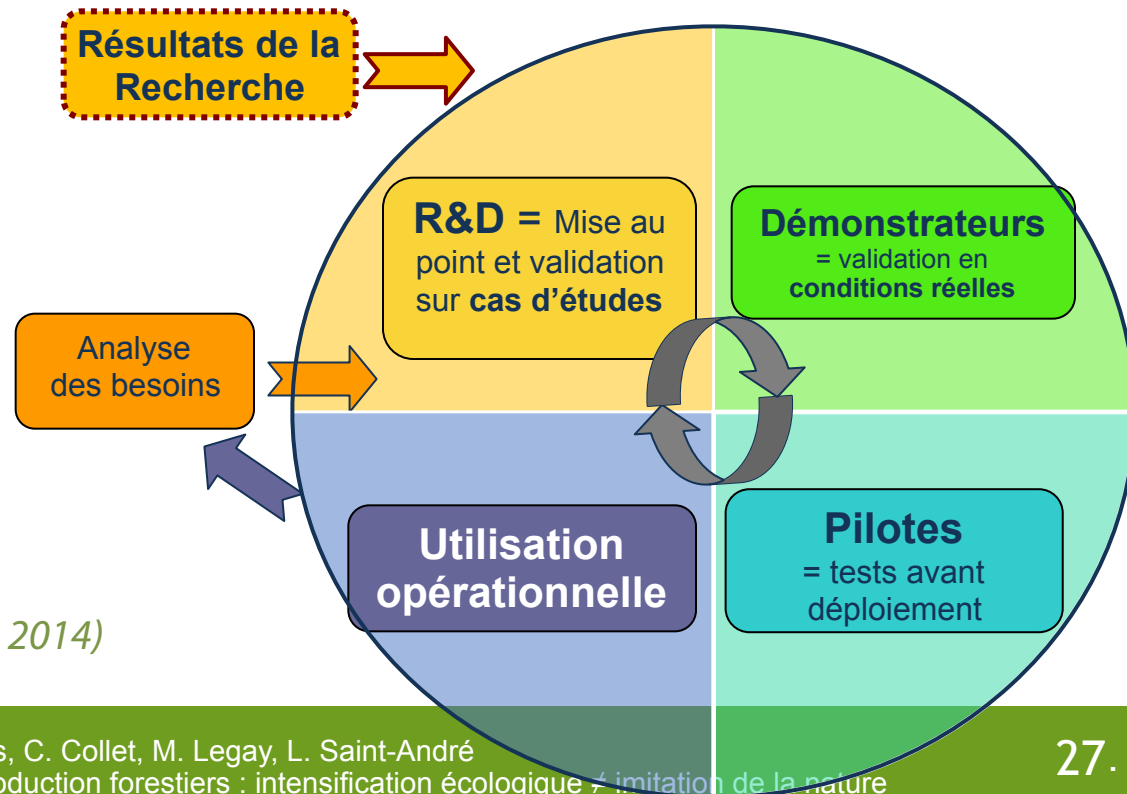 Résultats de la
Recherche
R&D = Mise au
point et validation
sur cas d’études
Démonstrateurs
= validation en
conditions réelles
Analyse
des besoins
Utilisation
opérationnelle
Pilotes
= tests avant
déploiement
2014)
s, C. Collet, M. Legay, L. Saint-André
oduction forestiers : intensification écologique ≠ imitation de la nature
27.